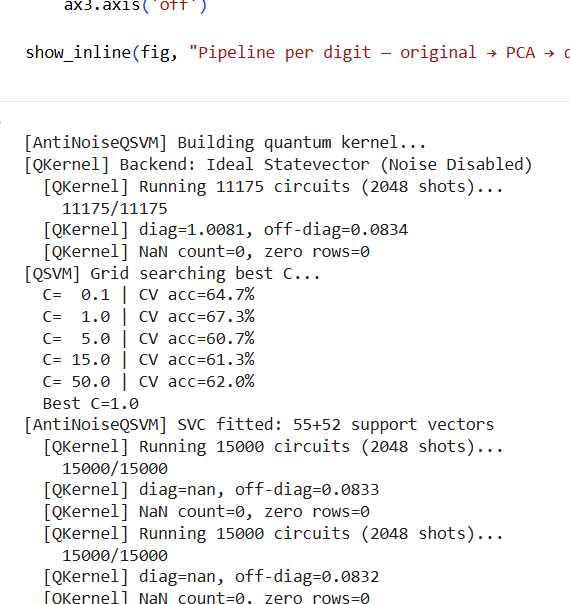 ax3.axis('off')
show_inline(fig, "Pipeline per digit — original → PCA →
[AntiNoiseQSVM] Building quantum kernel...
[QKernel] Backend: Ideal Statevector (Noise Disabled)
[QKernel] Running 11175 circuits (2048 shots)...
11175/11175
[QKernel] diag=1.0081, off-diag=0.0834
[QKernel] NaN count=0, zero rows=0
[QSVM] Grid searching best C...
C=  0.1 | CV acc=64.7%
C=  1.0 | CV acc=67.3%
C=  5.0 | CV acc=60.7%
C= 15.0 | CV acc=61.3%
C= 50.0 | CV acc=62.0%
Best C=1.0
[AntiNoiseQSVM] SVC fitted: 55+52 support vectors
[QKernel] Running 15000 circuits (2048 shots)...
15000/15000
[QKernel] diag=nan, off-diag=0.0833
[QKernel] NaN count=0, zero rows=0
[QKernel] Running 15000 circuits (2048 shots)...
15000/15000
[QKernel] diag=nan, off-diag=0.0832
[QKernel] NaN count=0, zero rows=0